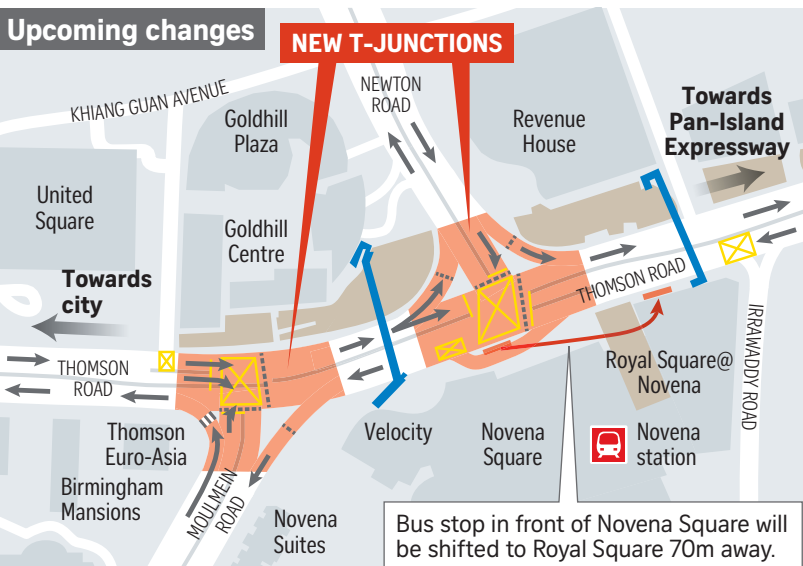 Upcoming changes
NEW T-JUNCTIONS
KHIANG GUAN AVENUE
Goldhill
Plaza
NEWTON
ROAD
Revenue
House
Towards
Pan-Island
Expressway
United
Square
Goldhill
Centre
Towards
city
THOMSON ROAD
THOMSON
ROAD
IRRAWADDY ROAD
Royal Square@
Novena
Thomson
Euro-Asia
Velocity
Novena
Square
Novena
station
Birmingham
Mansions
MOULMEIN
ROAD
Novena
Suites
Bus stop in front of Novena Square will
be shifted to Royal Square 70m away.